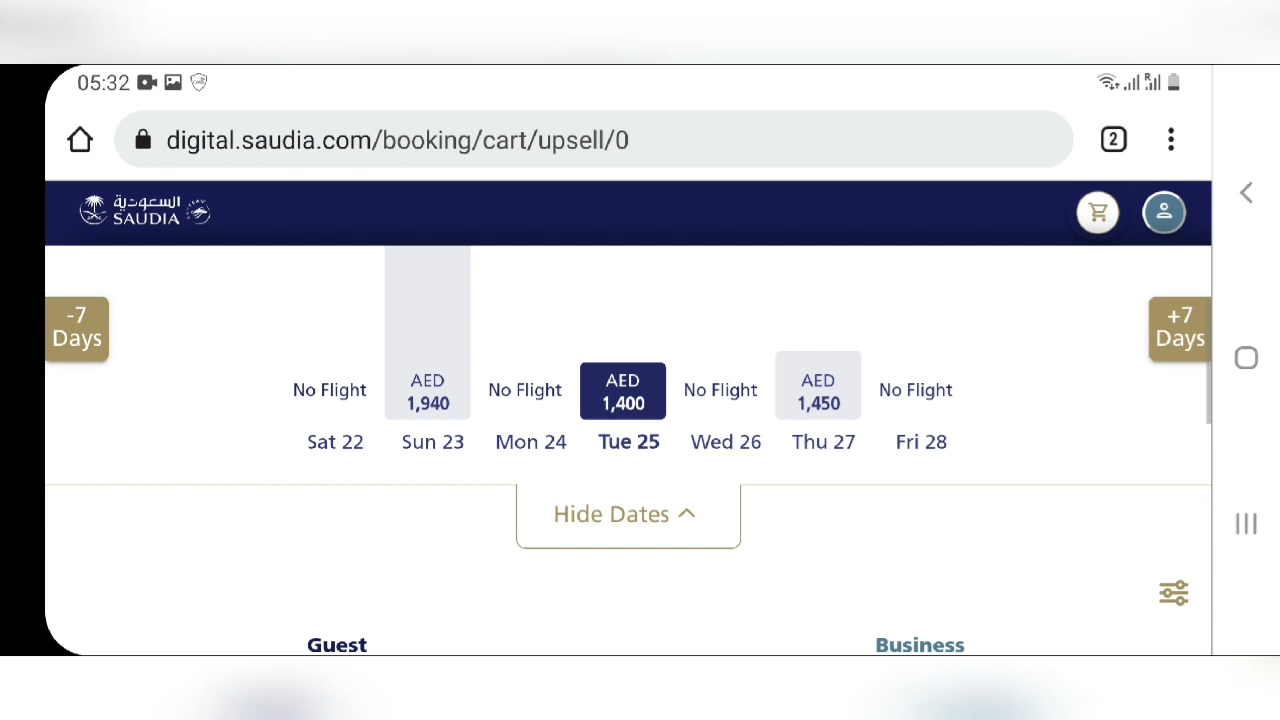 05:32
digital.saudia.com/booking/cart/upsell/0
2
السعودية
SAUDIA
-7
Days
+7
Days
No Flight
AED
1,940
No Flight
AED
1,400
No Flight
AED
1,450
No Flight
Sat 22
Sun 23
Mon 24
Tue 25
Wed 26
Thu 27
Fri 28
Hide Dates
Guest
Business